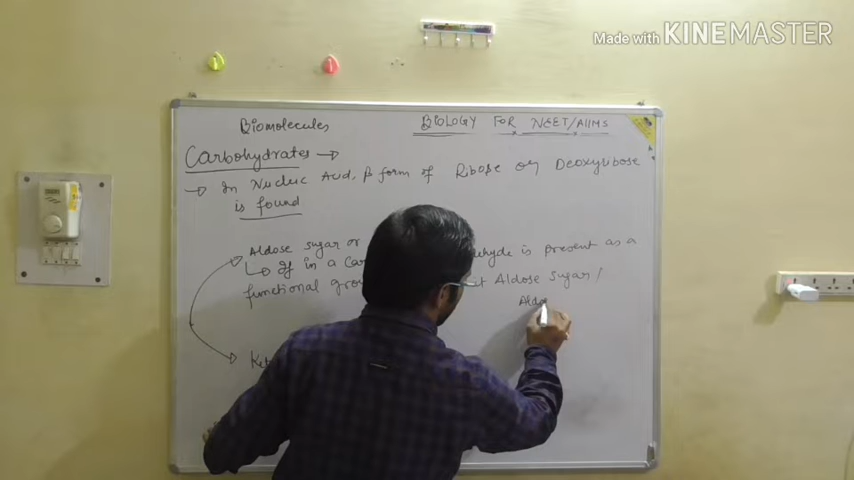 Made with KINEMASTER
Biomolecules
BIOLOGY FOR NEET/AIIMS
Carbohydrates →
→ In Nucleic Acid, β form of Ribose or Deoxyribose
is found
Aldose sugar or ehyde is present as a
If in a Car
functional gro t Aldose Sugar /
Aldo
Ket